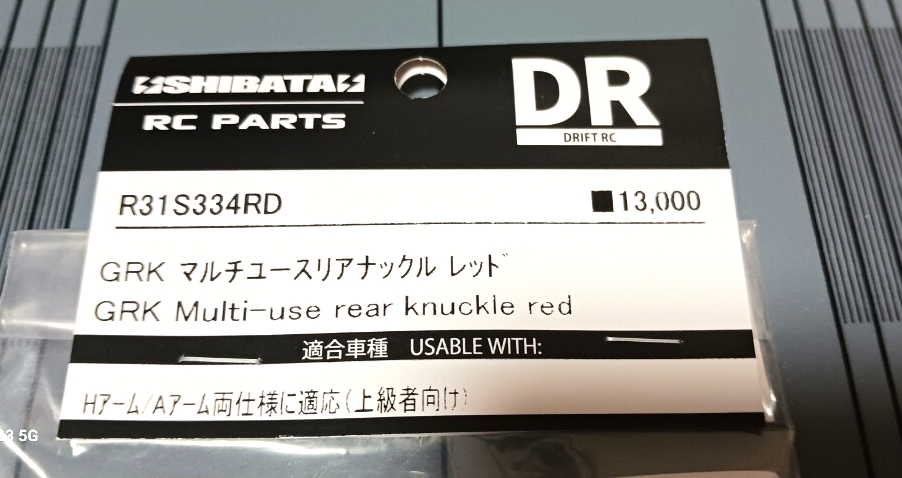 SHIBATA
RC PARTS
DR
DRIFT RC
R31S334RD
■13,000
GRK マルチユースリアナックル レッド
GRK Multi-use rear knuckle red
適合車種 USABLE WITH:
Hアーム/Aアーム両仕様に適応(上級者向け)
3 5G